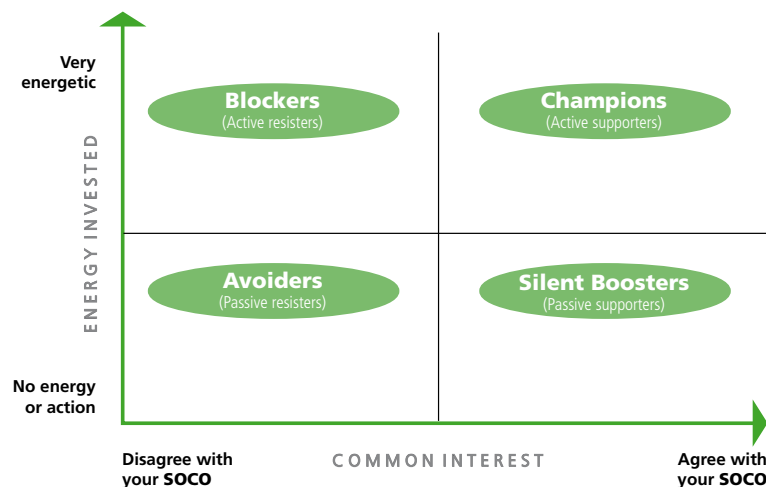 Very
energetic
Blockers
(Active resisters)
Champions
(Active supporters)
ENERGY INVESTED
Avoiders
(Passive resisters)
Silent Boosters
(Passive supporters)
No energy
or action
Disagree with
your SOCO
COMMON INTEREST
Agree with
your SOCO